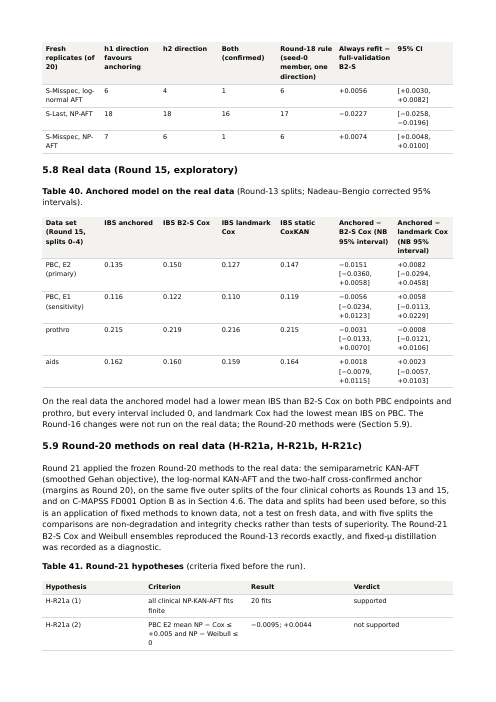 Fresh replicates (of 20) h1 direction favours anchoring h2 direction Both (confirmed) Round-18 rule (seed-0 member, one direction) Always refit − full-validation B2-S 95% CI
S-Misspec, log-normal AFT 6 4 1 6 +0.0056 [+0.0030, +0.0082]
S-Last, NP-AFT 18 18 16 17 −0.0227 [−0.0258, −0.0196]
S-Misspec, NP-AFT 7 6 1 6 +0.0074 [+0.0048, +0.0100]
5.8 Real data (Round 15, exploratory)
Table 40. Anchored model on the real data (Round-13 splits; Nadeau–Bengio corrected 95%
intervals).
Data set (Round 15, splits 0–4) IBS anchored IBS B2-S Cox IBS landmark Cox IBS static CoxKAN Anchored − B2-S Cox (NB 95% interval) Anchored − landmark Cox (NB 95% interval)
PBC, E2 (primary) 0.135 0.150 0.127 0.147 −0.0151 [−0.0360, +0.0058] +0.0082 [−0.0294, +0.0458]
PBC, E1 (sensitivity) 0.116 0.122 0.110 0.119 −0.0056 [−0.0234, +0.0123] +0.0058 [−0.0113, +0.0229]
prothro 0.215 0.219 0.216 0.215 −0.0031 [−0.0133, +0.0070] −0.0008 [−0.0121, +0.0106]
aids 0.162 0.160 0.159 0.164 +0.0018 [−0.0079, +0.0115] +0.0023 [−0.0057, +0.0103]
On the real data the anchored model had a lower mean IBS than B2-S Cox on both PBC endpoints and
prothro, but every interval included 0, and landmark Cox had the lowest mean IBS on PBC. The
Round-16 changes were not run on the real data; the Round-20 methods were (Section 5.9).
5.9 Round-20 methods on real data (H-R21a, H-R21b, H-R21c)
Round 21 applied the frozen Round-20 methods to the real data: the semiparametric KAN-AFT
(smoothed Gehan objective), the log-normal KAN-AFT and the two-half cross-confirmed anchor
(margins as Round 20), on the same five outer splits of the four clinical cohorts as Rounds 13 and 15,
and on C-MAPSS FD001 Option B as in Section 4.6. The data and splits had been used before, so
this is an application of fixed methods to known data, not a test on fresh data, and with five splits the
comparisons are non-degradation and integrity checks rather than tests of superiority. The Round-21
B2-S Cox and Weibull ensembles reproduced the Round-13 records exactly, and fixed-μ distillation
was recorded as a diagnostic.
Table 41. Round-21 hypotheses (criteria fixed before the run).
Hypothesis Criterion Result Verdict
H-R21a (1) all clinical NP-KAN-AFT fits finite 20 fits supported
H-R21a (2) PBC E2 mean NP − Cox ≤ +0.005 and NP − Weibull ≤ 0 −0.0095; +0.0044 not supported